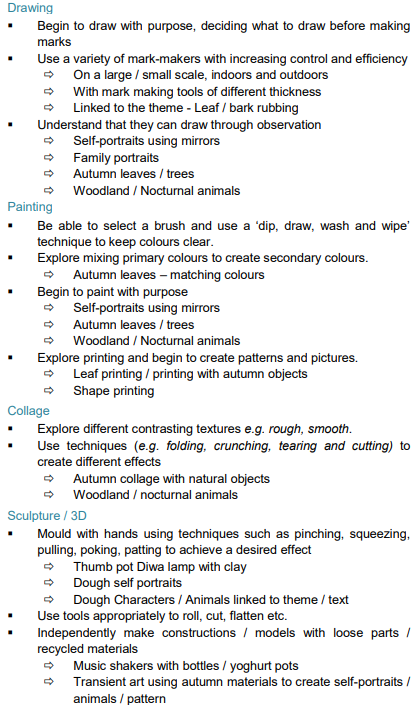 Drawing
▪ Begin to draw with purpose, deciding what to draw before making
marks
▪ Use a variety of mark-makers with increasing control and efficiency
⇨ On a large / small scale, indoors and outdoors
⇨ With mark making tools of different thickness
⇨ Linked to the theme - Leaf / bark rubbing
▪ Understand that they can draw through observation
⇨ Self-portraits using mirrors
⇨ Family portraits
⇨ Autumn leaves / trees
⇨ Woodland / Nocturnal animals
Painting
▪ Be able to select a brush and use a ‘dip, draw, wash and wipe’
technique to keep colours clear.
▪ Explore mixing primary colours to create secondary colours.
⇨ Autumn leaves – matching colours
▪ Begin to paint with purpose
⇨ Self-portraits using mirrors
⇨ Autumn leaves / trees
⇨ Woodland / Nocturnal animals
▪ Explore printing and begin to create patterns and pictures.
⇨ Leaf printing / printing with autumn objects
⇨ Shape printing
Collage
▪ Explore different contrasting textures e.g. rough, smooth.
▪ Use techniques (e.g. folding, crunching, tearing and cutting) to
create different effects
⇨ Autumn collage with natural objects
⇨ Woodland / nocturnal animals
Sculpture / 3D
▪ Mould with hands using techniques such as pinching, squeezing,
pulling, poking, patting to achieve a desired effect
⇨ Thumb pot Diwa lamp with clay
⇨ Dough self portraits
⇨ Dough Characters / Animals linked to theme / text
▪ Use tools appropriately to roll, cut, flatten etc.
▪ Independently make constructions / models with loose parts /
recycled materials
⇨ Music shakers with bottles / yoghurt pots
⇨ Transient art using autumn materials to create self-portraits /
animals / pattern